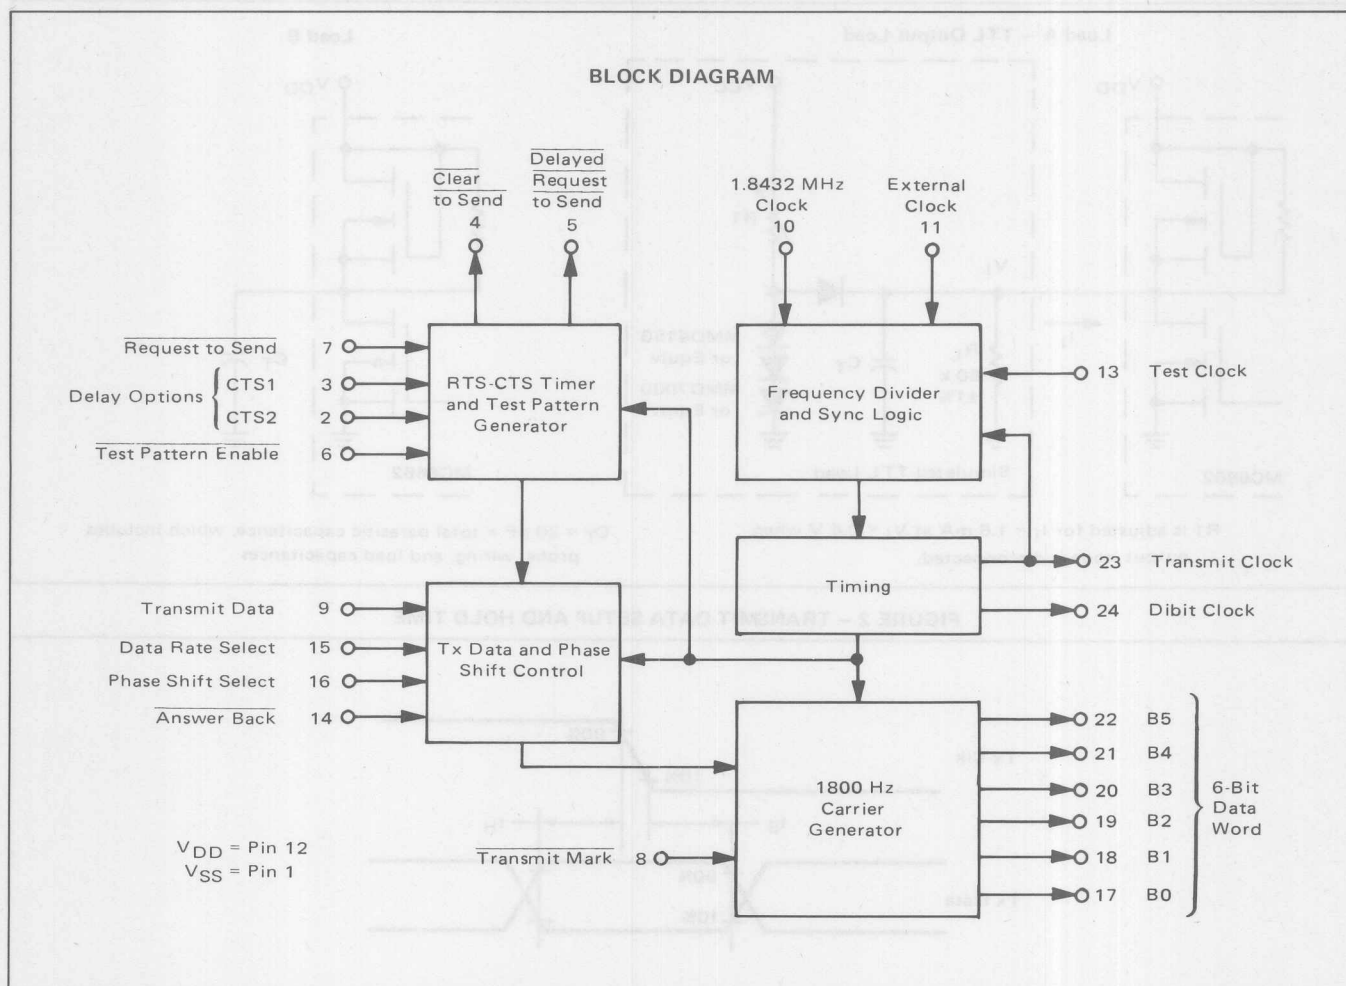 BLOCK DIAGRAM
Clear
to Send
4
Delayed
Request
to Send
5
1.8432 MHz
Clock
10
External
Clock
11
Request to Send 7
Delay Options { CTS1 3
CTS2 2
Test Pattern Enable 6
RTS-CTS Timer
and Test Pattern
Generator
Frequency Divider
and Sync Logic
13 Test Clock
Timing
23 Transmit Clock
24 Dibit Clock
Transmit Data 9
Data Rate Select 15
Phase Shift Select 16
Answer Back 14
Tx Data and Phase
Shift Control
1800 Hz
Carrier
Generator
Transmit Mark 8
22 B5
21 B4
20 B3
19 B2
18 B1
17 B0
6-Bit
Data
Word
VDD = Pin 12
VSS = Pin 1